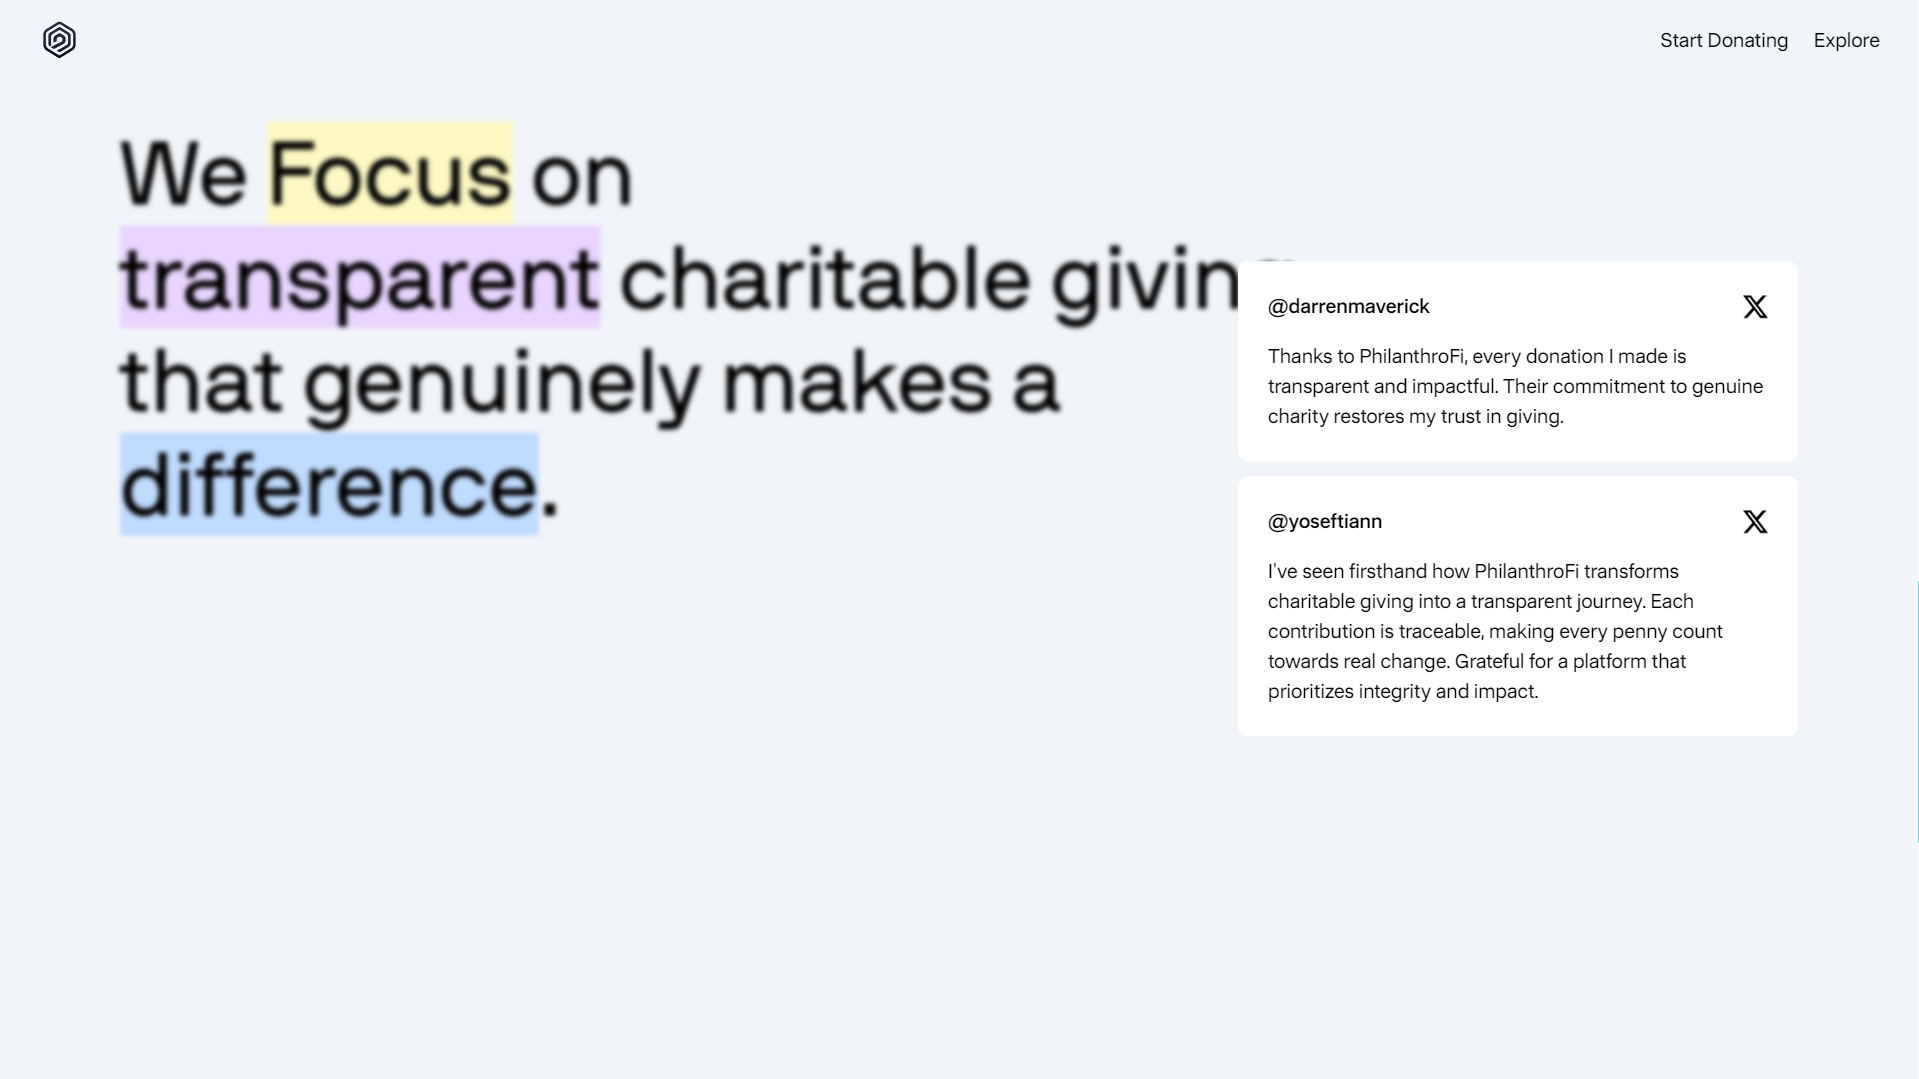 Start Donating
Explore
We Focus on
transparent charitable giving
that genuinely makes a
difference.
@darrenmaverick
Thanks to PhilanthroFi, every donation I made is
transparent and impactful. Their commitment to genuine
charity restores my trust in giving.
@yoseftiann
I've seen firsthand how PhilanthroFi transforms
charitable giving into a transparent journey. Each
contribution is traceable, making every penny count
towards real change. Grateful for a platform that
prioritizes integrity and impact.